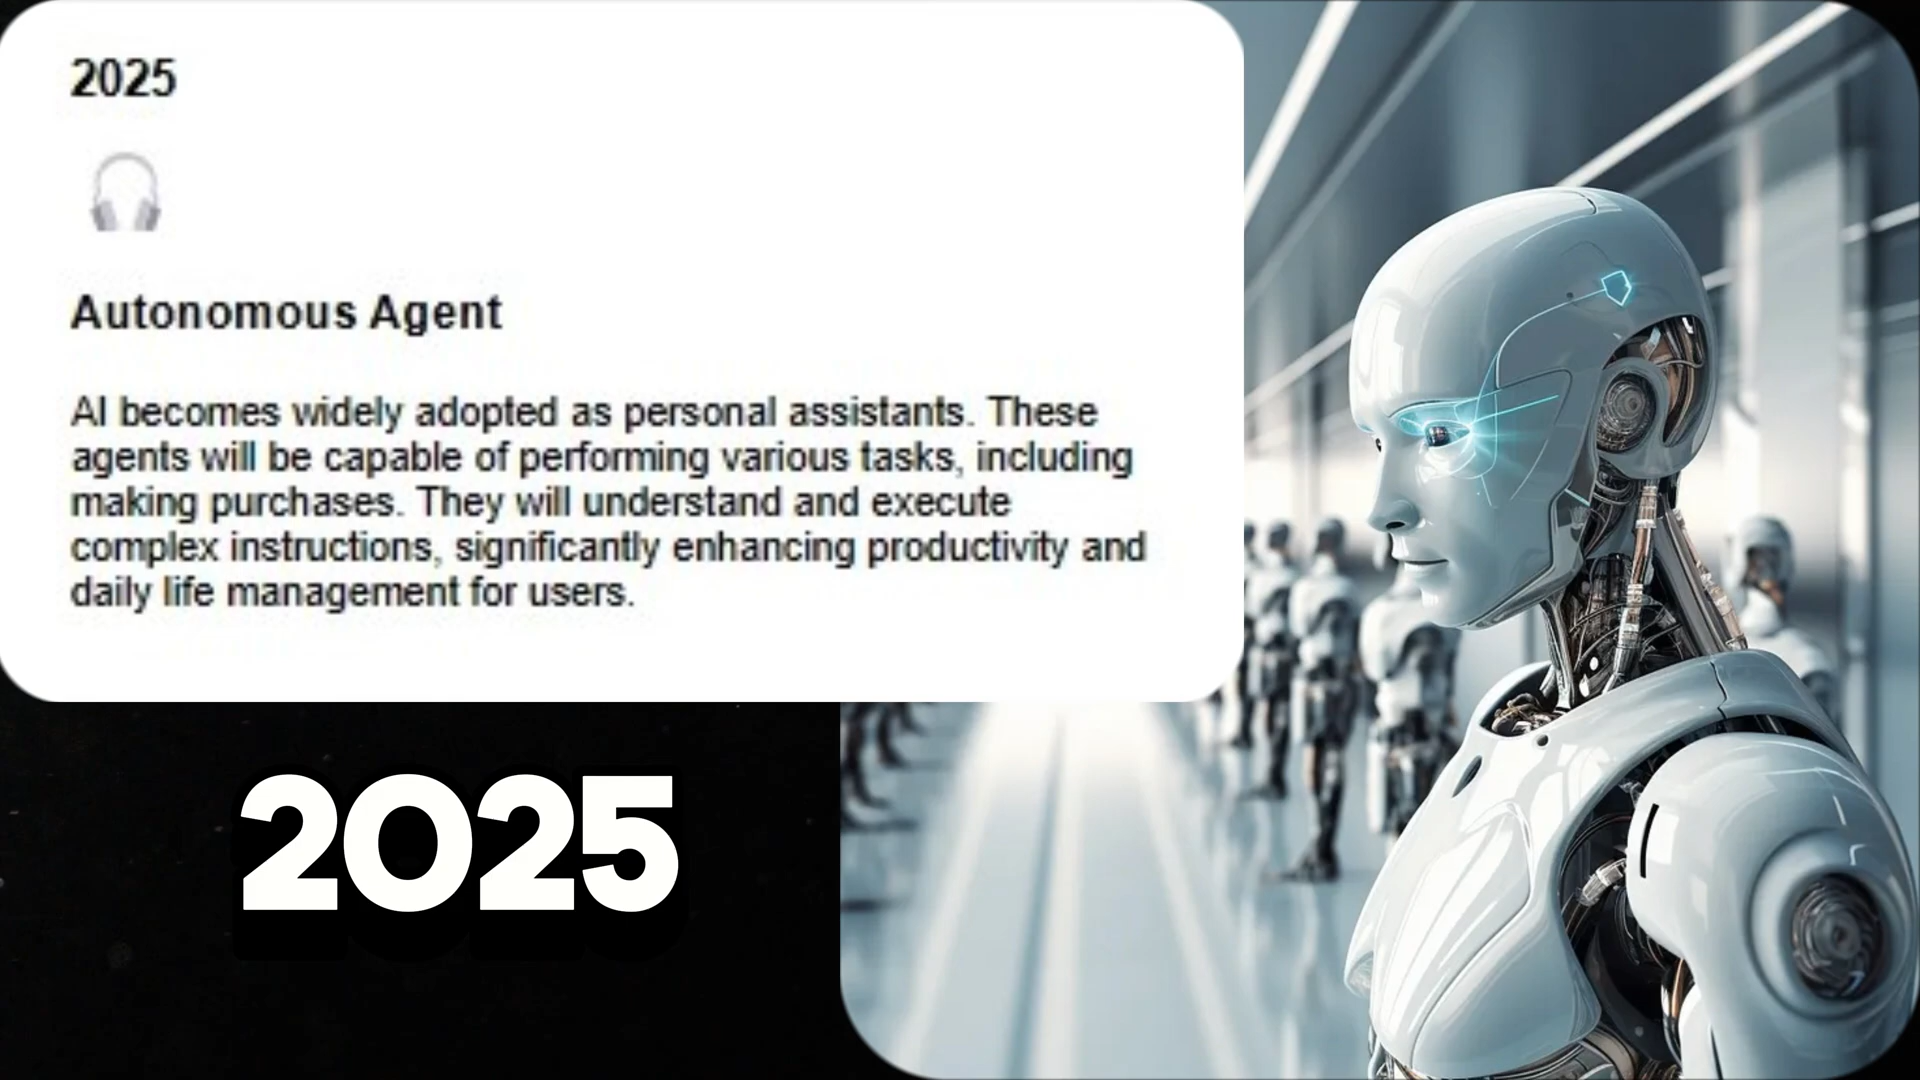 2025
Autonomous Agent
AI becomes widely adopted as personal assistants. These
agents will be capable of performing various tasks, including
making purchases. They will understand and execute
complex instructions, significantly enhancing productivity and
daily life management for users.
2025